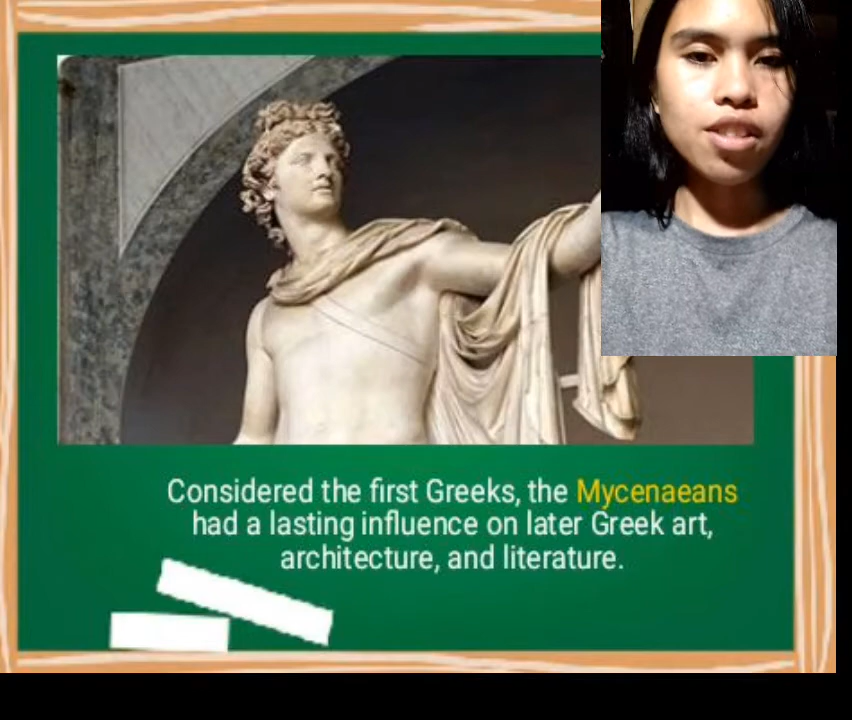 Considered the first Greeks, the Mycenaeans
had a lasting influence on later Greek art,
architecture, and literature.